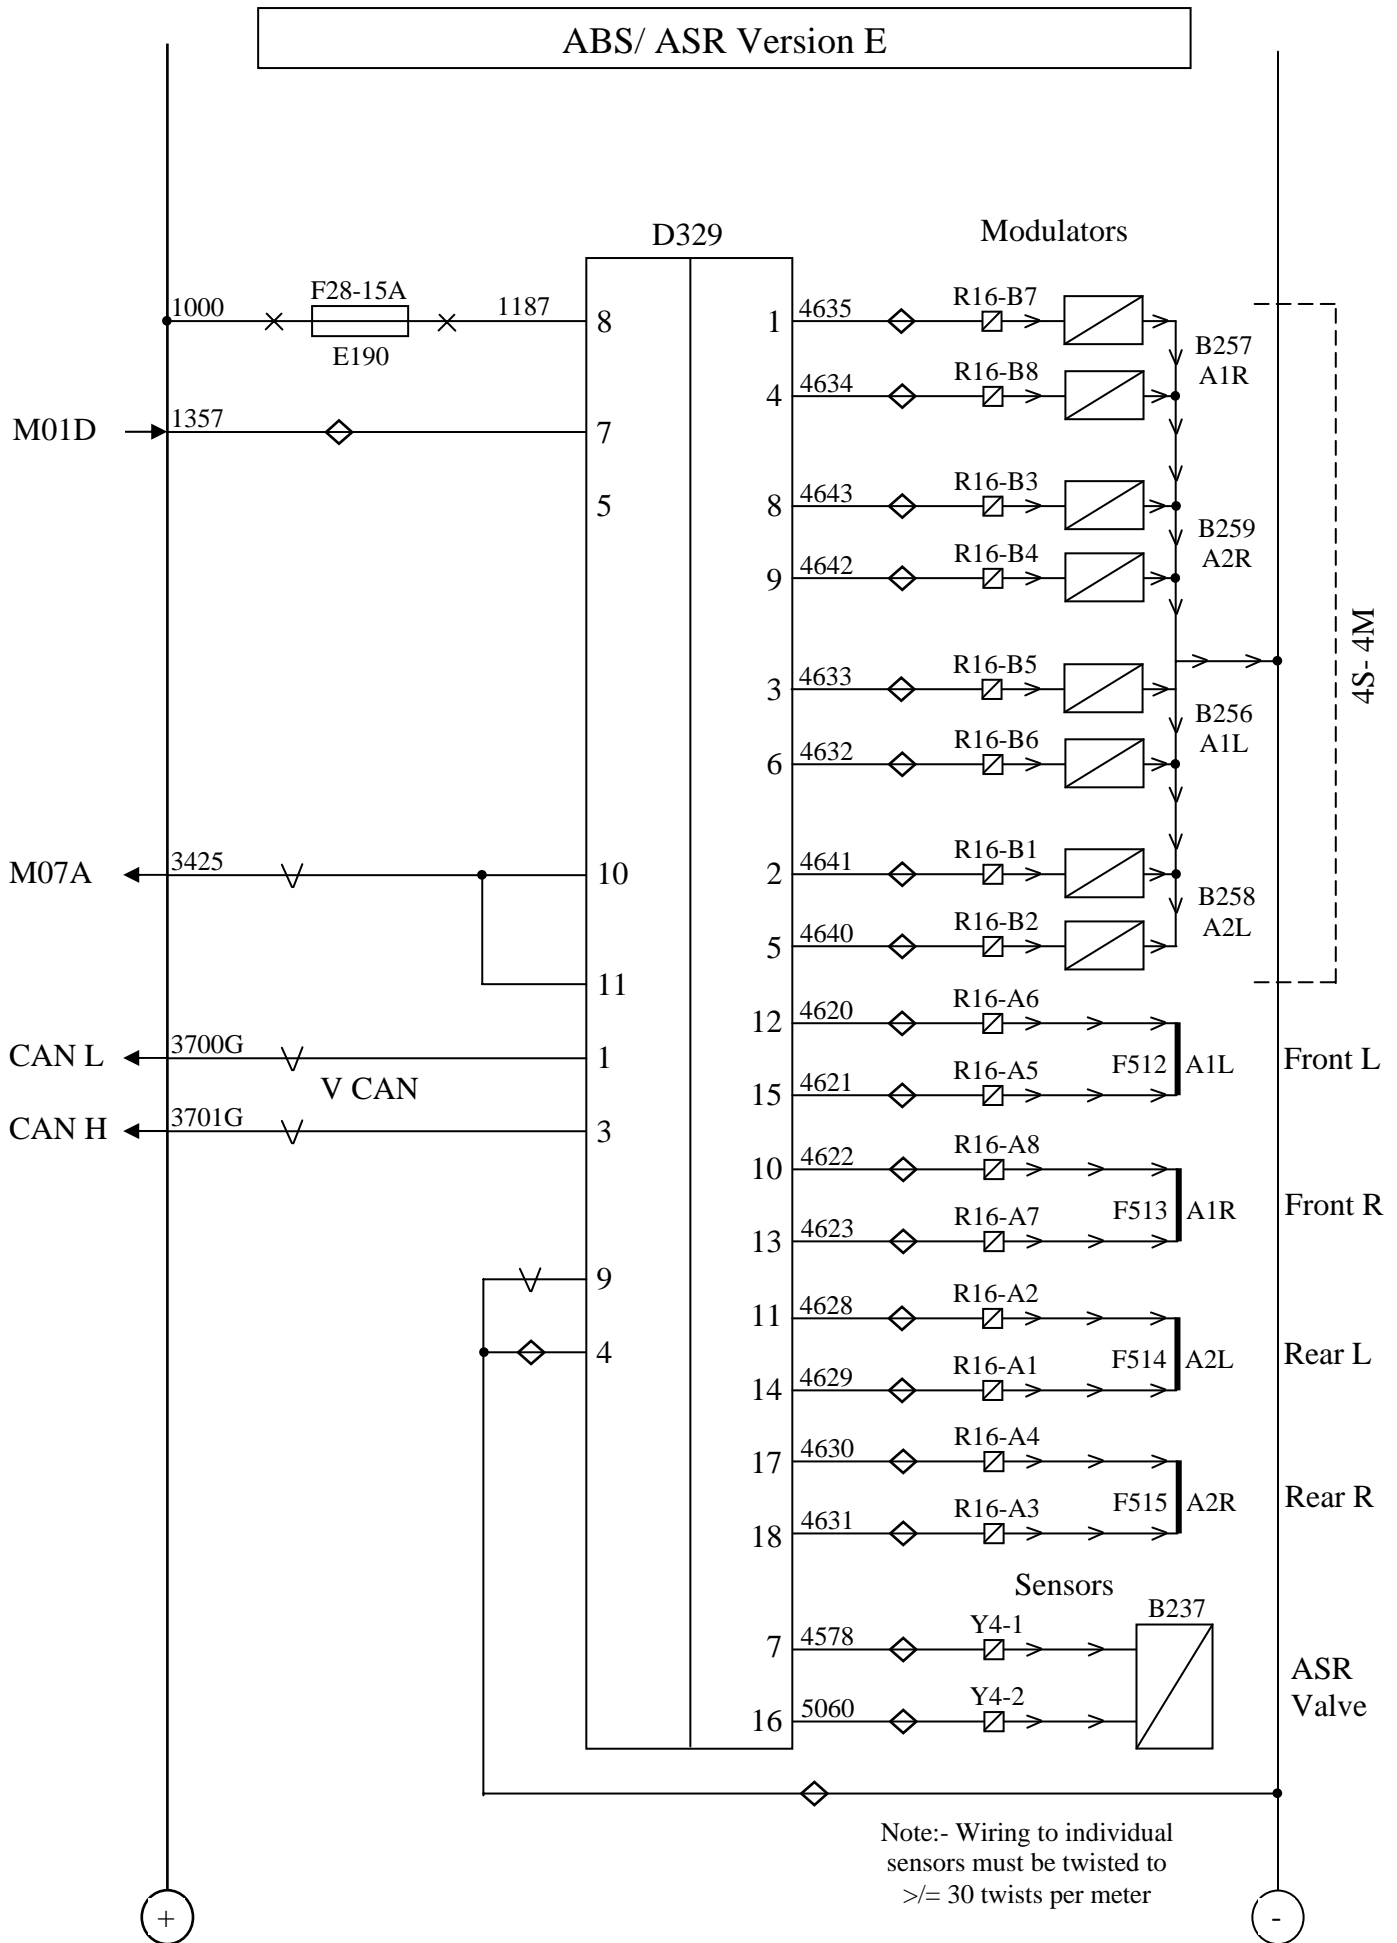 ABS/ ASR Version E
D329
Modulators
1000
F28-15A
E190
1187
8
M01D
1357
7
5
M07A
3425
10
11
CAN L
3700G
1
V CAN
CAN H
3701G
3
9
4
1
4635
R16-B7
B257
A1R
4
4634
R16-B8
8
4643
R16-B3
B259
A2R
9
4642
R16-B4
3
4633
R16-B5
B256
A1L
6
4632
R16-B6
2
4641
R16-B1
B258
A2L
5
4640
R16-B2
4S- 4M
12
4620
R16-A6
F512
A1L
Front L
15
4621
R16-A5
10
4622
R16-A8
F513
A1R
Front R
13
4623
R16-A7
11
4628
R16-A2
F514
A2L
Rear L
14
4629
R16-A1
17
4630
R16-A4
F515
A2R
Rear R
18
4631
R16-A3
Sensors
B237
7
4578
Y4-1
ASR
Valve
16
5060
Y4-2
Note:- Wiring to individual
sensors must be twisted to
>/= 30 twists per meter
+
-